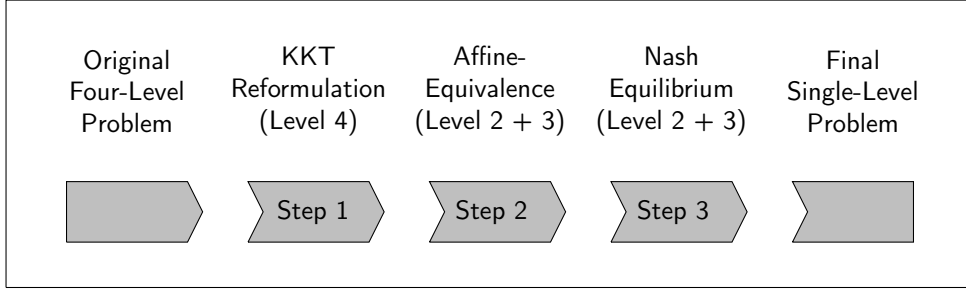 Original
Four-Level
Problem
KKT
Reformulation
(Level 4)
Affine-
Equivalence
(Level 2 + 3)
Nash
Equilibrium
(Level 2 + 3)
Final
Single-Level
Problem
Step 1
Step 2
Step 3